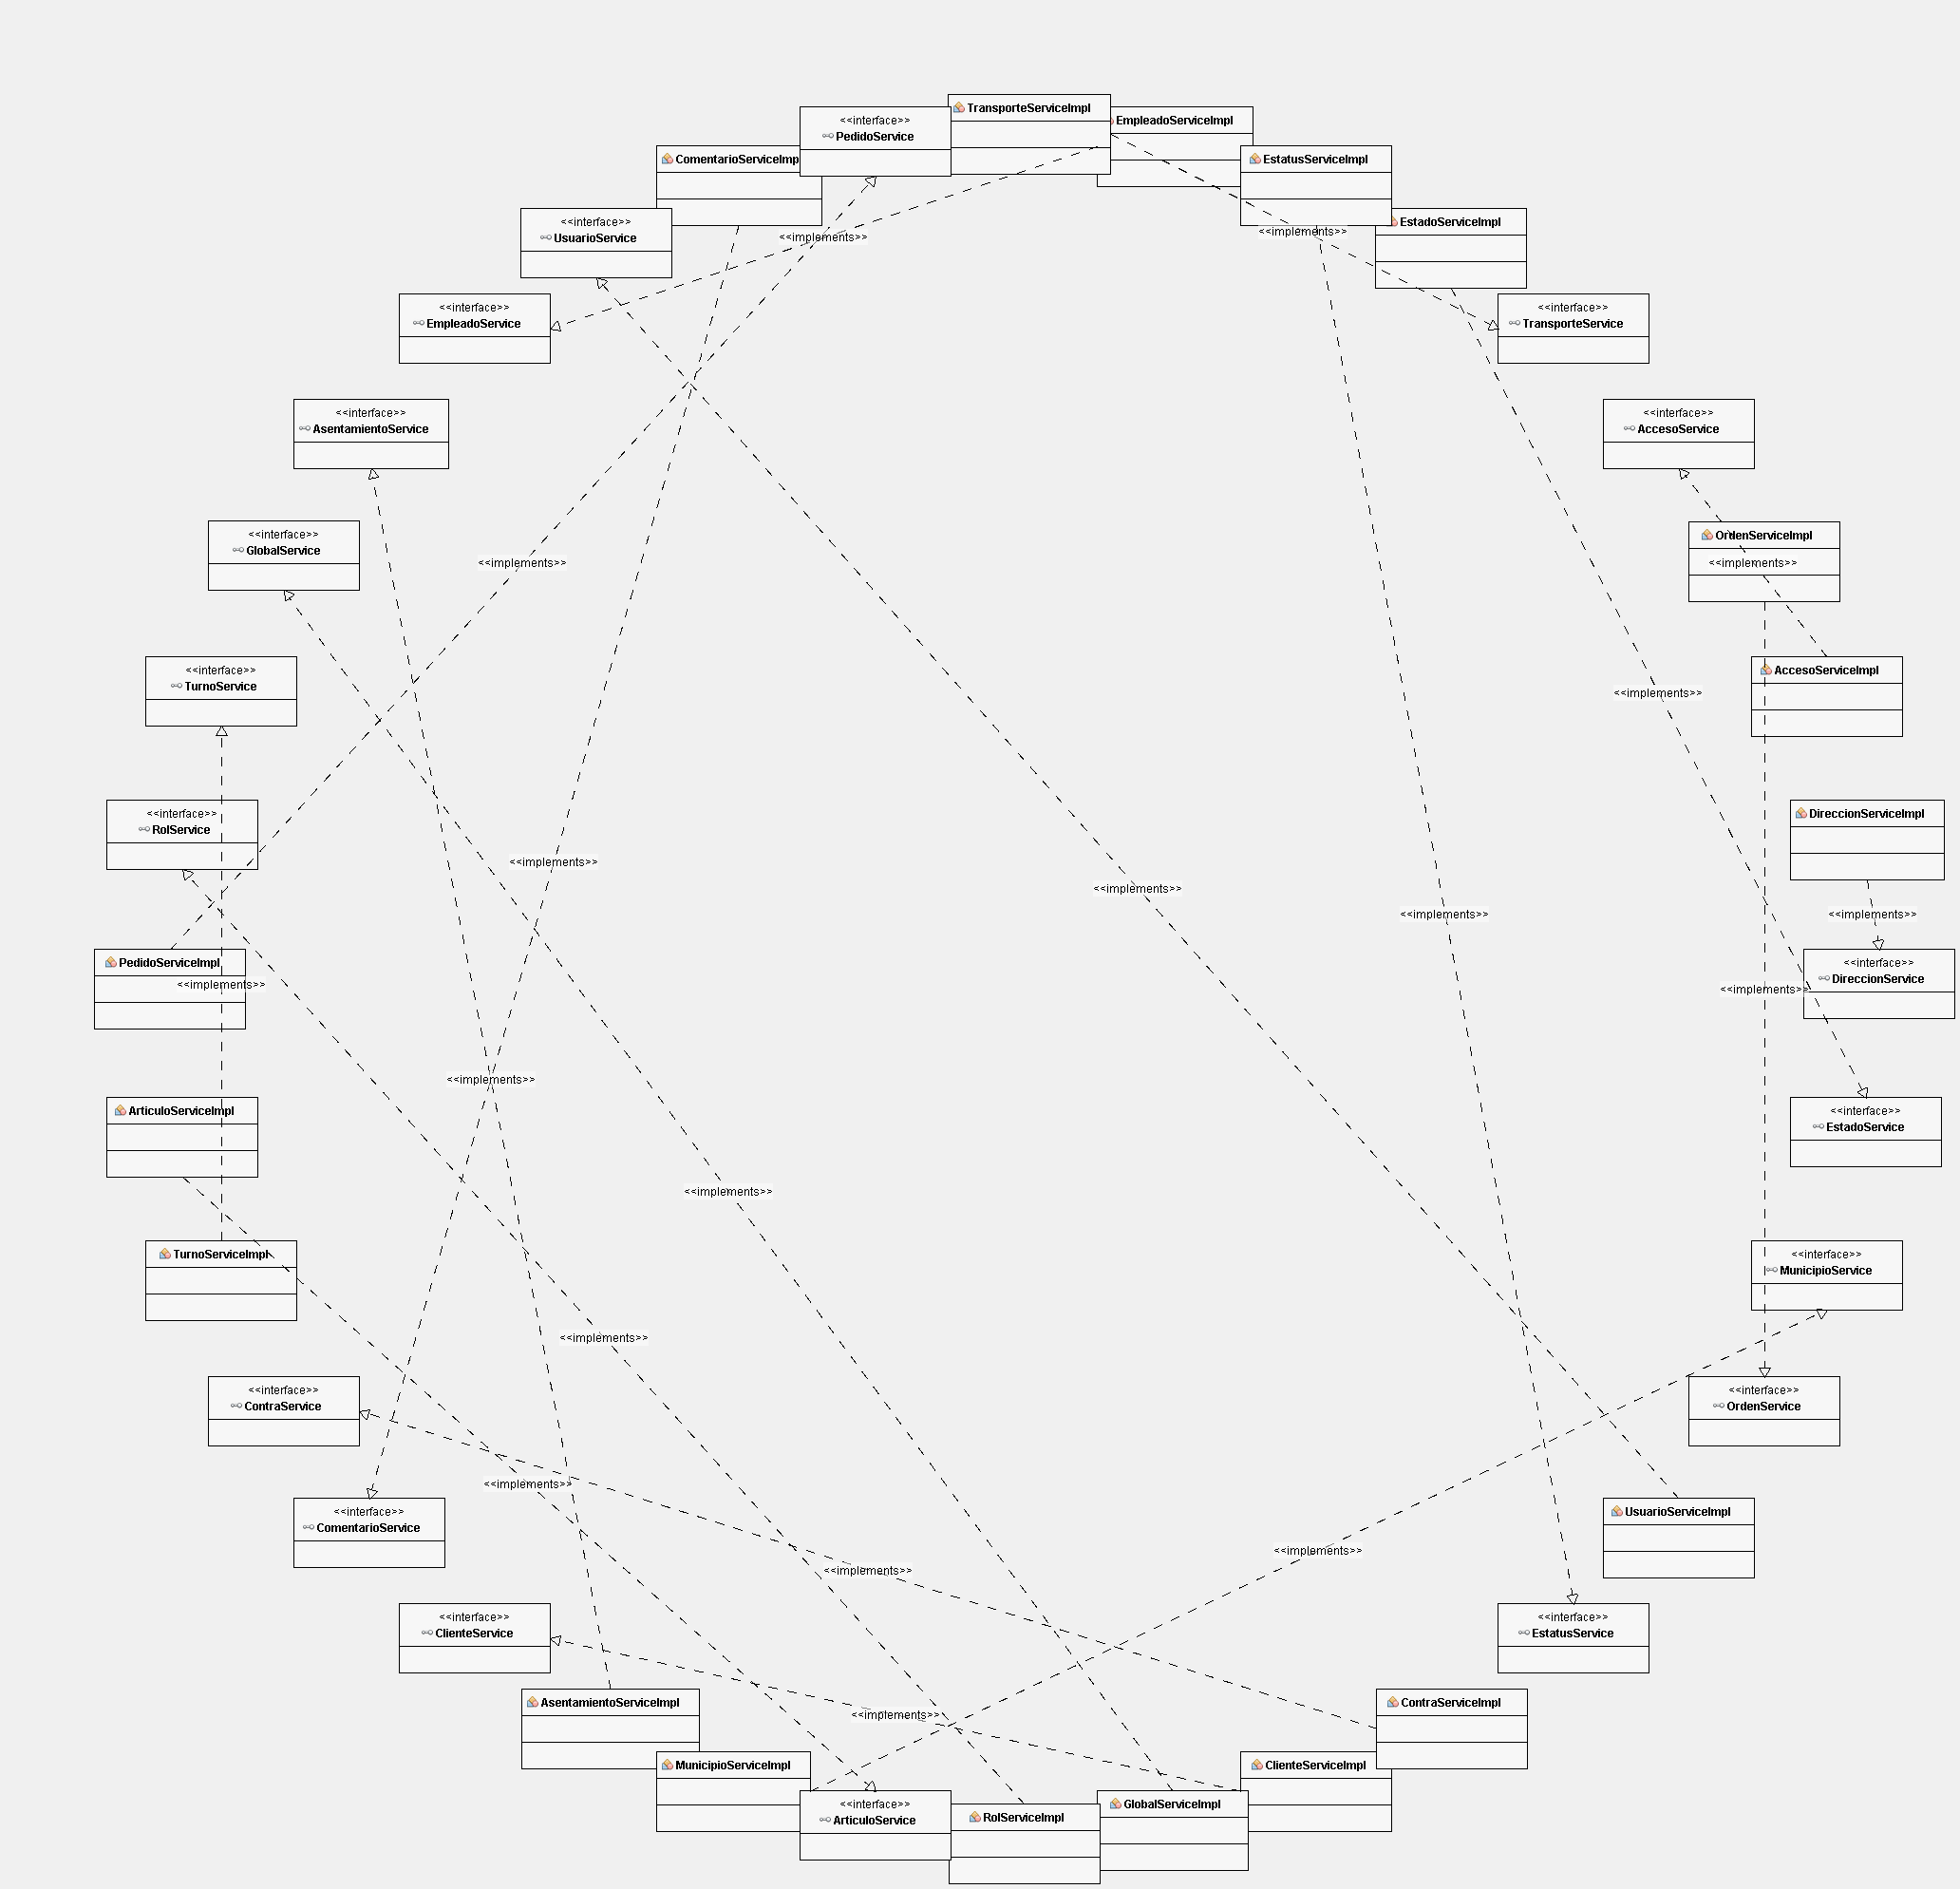 TransporteServiceImpl
<<interface>>
PedidoService
EmpleadoServiceImpl
ComentarioServiceImpl
EstatusServiceImpl
<<interface>>
UsuarioService
EstadoServiceImpl
<<implements>>
<<implements>>
<<interface>>
EmpleadoService
<<interface>>
TransporteService
<<interface>>
AsentamientoService
<<interface>>
AccesoService
<<interface>>
GlobalService
OrdenServiceImpl
<<implements>>
<<implements>>
<<interface>>
TurnoService
AccesoServiceImpl
<<implements>>
<<interface>>
RolService
DireccionServiceImpl
<<implements>>
<<implements>>
<<implements>>
<<implements>>
PedidoServiceImpl
<<implements>>
<<interface>>
DireccionService
<<implements>>
<<implements>>
ArticuloServiceImpl
<<interface>>
EstadoService
<<implements>>
TurnoServiceImpl
<<interface>>
MunicipioService
<<implements>>
<<interface>>
ContraService
<<interface>>
OrdenService
<<implements>>
<<interface>>
ComentarioService
UsuarioServiceImpl
<<implements>>
<<implements>>
<<interface>>
ClienteService
<<interface>>
EstatusService
AsentamientoServiceImpl
ContraServiceImpl
<<implements>>
MunicipioServiceImpl
ClienteServiceImpl
<<interface>>
ArticuloService
RolServiceImpl
GlobalServiceImpl